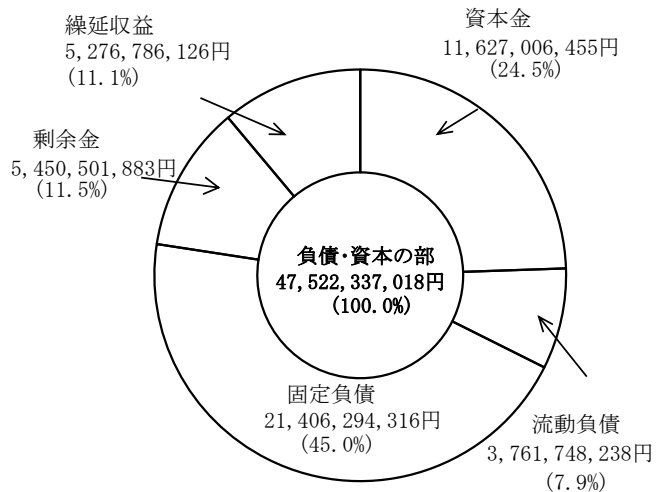 繰延収益
5,276,786,126円
(11.1%)
資本金
11,627,006,455円
(24.5%)
剰余金
5,450,501,883円
(11.5%)
負債・資本の部
47,522,337,018円
(100.0%)
固定負債
21,406,294,316円
(45.0%)
流動負債
3,761,748,238円
(7.9%)